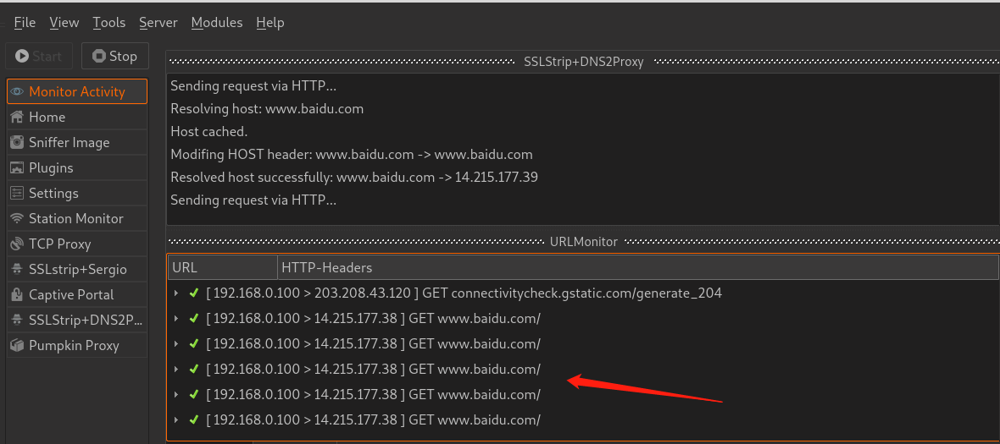 File View Tools Server Modules Help
Start Stop
Monitor Activity
Home
Sniffer Image
Plugins
Settings
Station Monitor
TCP Proxy
SSLstrip+Sergio
Captive Portal
SSLStrip+DNS2P...
Pumpkin Proxy
SSLStrip+DNS2Proxy
Sending request via HTTP...
Resolving host: www.baidu.com
Host cached.
Modifing HOST header: www.baidu.com -> www.baidu.com
Resolved host successfully: www.baidu.com -> 14.215.177.39
Sending request via HTTP...
URLMonitor
URL HTTP-Headers
[ 192.168.0.100 > 203.208.43.120 ] GET connectivitycheck.gstatic.com/generate_204
[ 192.168.0.100 > 14.215.177.38 ] GET www.baidu.com/
[ 192.168.0.100 > 14.215.177.38 ] GET www.baidu.com/
[ 192.168.0.100 > 14.215.177.38 ] GET www.baidu.com/
[ 192.168.0.100 > 14.215.177.38 ] GET www.baidu.com/
[ 192.168.0.100 > 14.215.177.38 ] GET www.baidu.com/